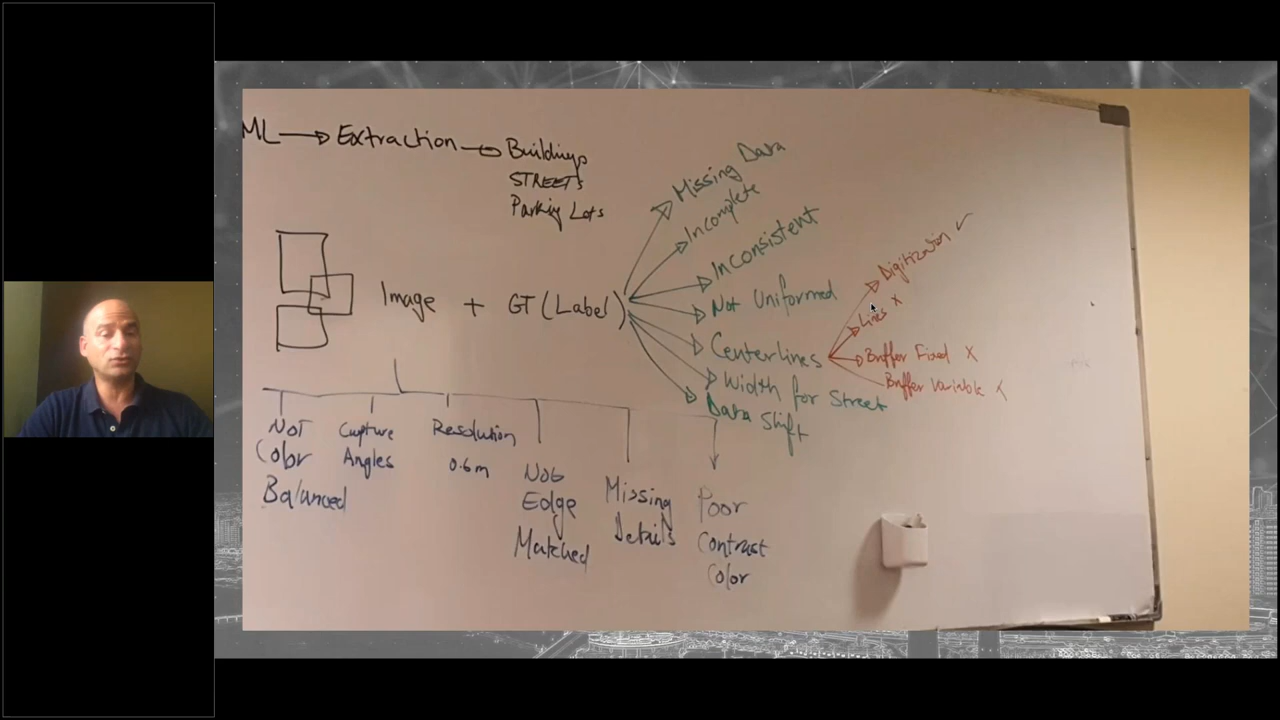 ML → Extraction → Buildings
STREETs
Parking Lots
Image + GT (Label)
Missing Data
Incomplete
Inconsistent
Not Uniformed
Centerlines
Width for Street
Data Shift
Digitization ✓
Lines X
Buffer Fixed X
Buffer Variable X
NOT
Color
Balanced
Capture
Angles
Resolution
0.6m
Not
Edge
Matched
Missing
Details
Poor
Contrast
Color